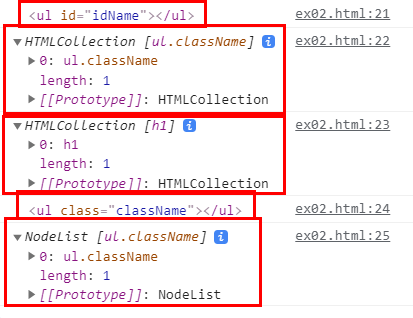 <ul id="idName"></ul> ex02.html:21
▼HTMLCollection [ul.className] i ex02.html:22
▶0: ul.className
length: 1
▶[[Prototype]]: HTMLCollection
▼HTMLCollection [h1] i ex02.html:23
▶0: h1
length: 1
▶[[Prototype]]: HTMLCollection
<ul class="className"></ul> ex02.html:24
▼NodeList [ul.className] i ex02.html:25
▶0: ul.className
length: 1
▶[[Prototype]]: NodeList